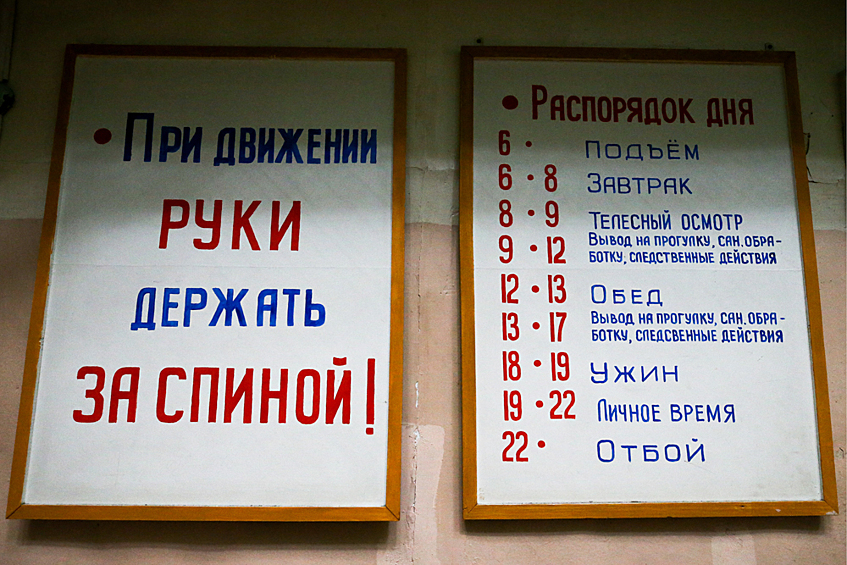 • При движении
руки
держать
за спиной!
• Распорядок дня
6 • Подъём
6 • 8 Завтрак
8 • 9 Телесный осмотр
9 • 12 Вывод на прогулку, сан. обра-
ботку, следственные действия
12 • 13 Обед
13 • 17 Вывод на прогулку, сан. обра-
ботку, следсвенные действия
18 • 19 Ужин
19 • 22 Личное время
22 • Отбой